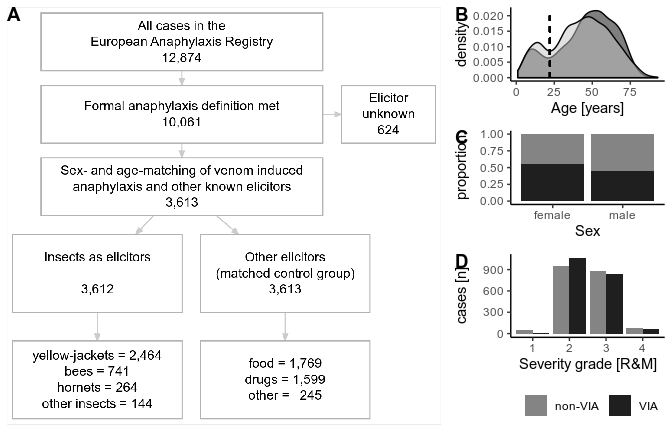 A
All cases in the
European Anaphylaxis Registry
12,874
Formal anaphylaxis definition met
10,061
Elicitor
unknown
624
Sex- and age-matching of venom induced
anaphylaxis and other known elicitors
3,613
Insects as elicitors
3,612
Other elicitors
(matched control group)
3,613
yellow-jackets = 2,464
bees = 741
hornets = 264
other insects = 144
food = 1,769
drugs = 1,599
other = 245
B
density
0.020
0.015
0.010
0.005
0.000
0 25 50 75
Age [years]
C
proportion
1.00
0.75
0.50
0.25
0.00
female male
Sex
D
cases [n]
900
600
300
0
1 2 3 4
Severity grade [R&M]
non-VIA VIA